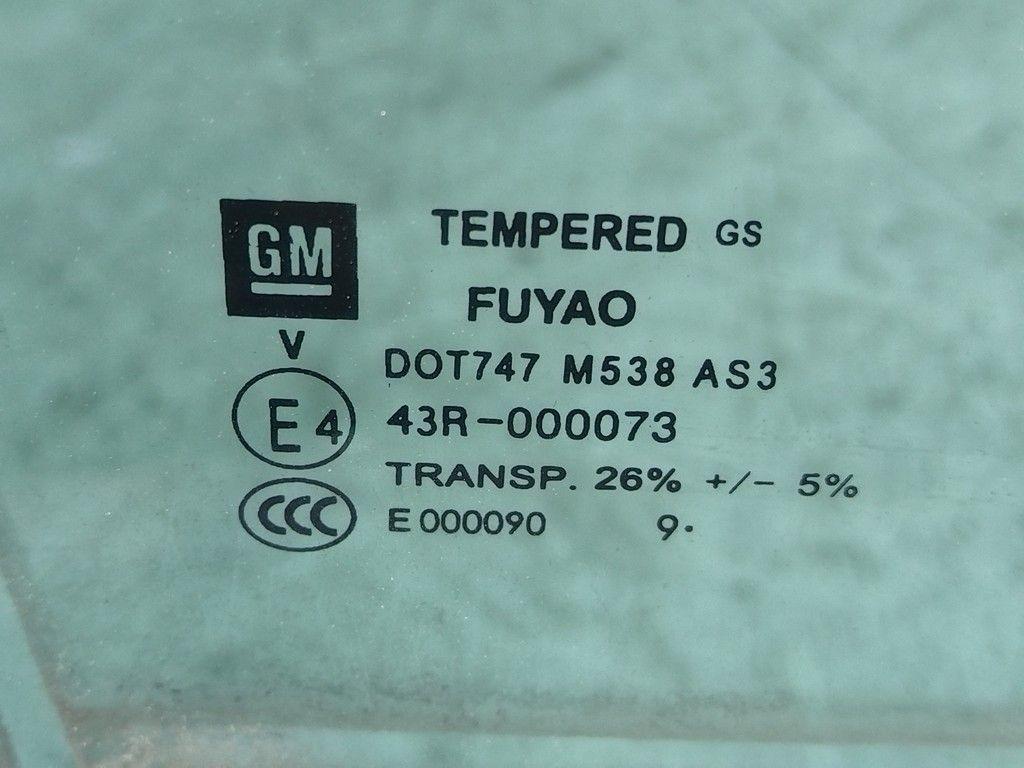 GM
TEMPERED GS
FUYAO
V
DOT747 M538 AS3
E4
43R-000073
TRANSP. 26% +/- 5%
CCC
E000090 9.